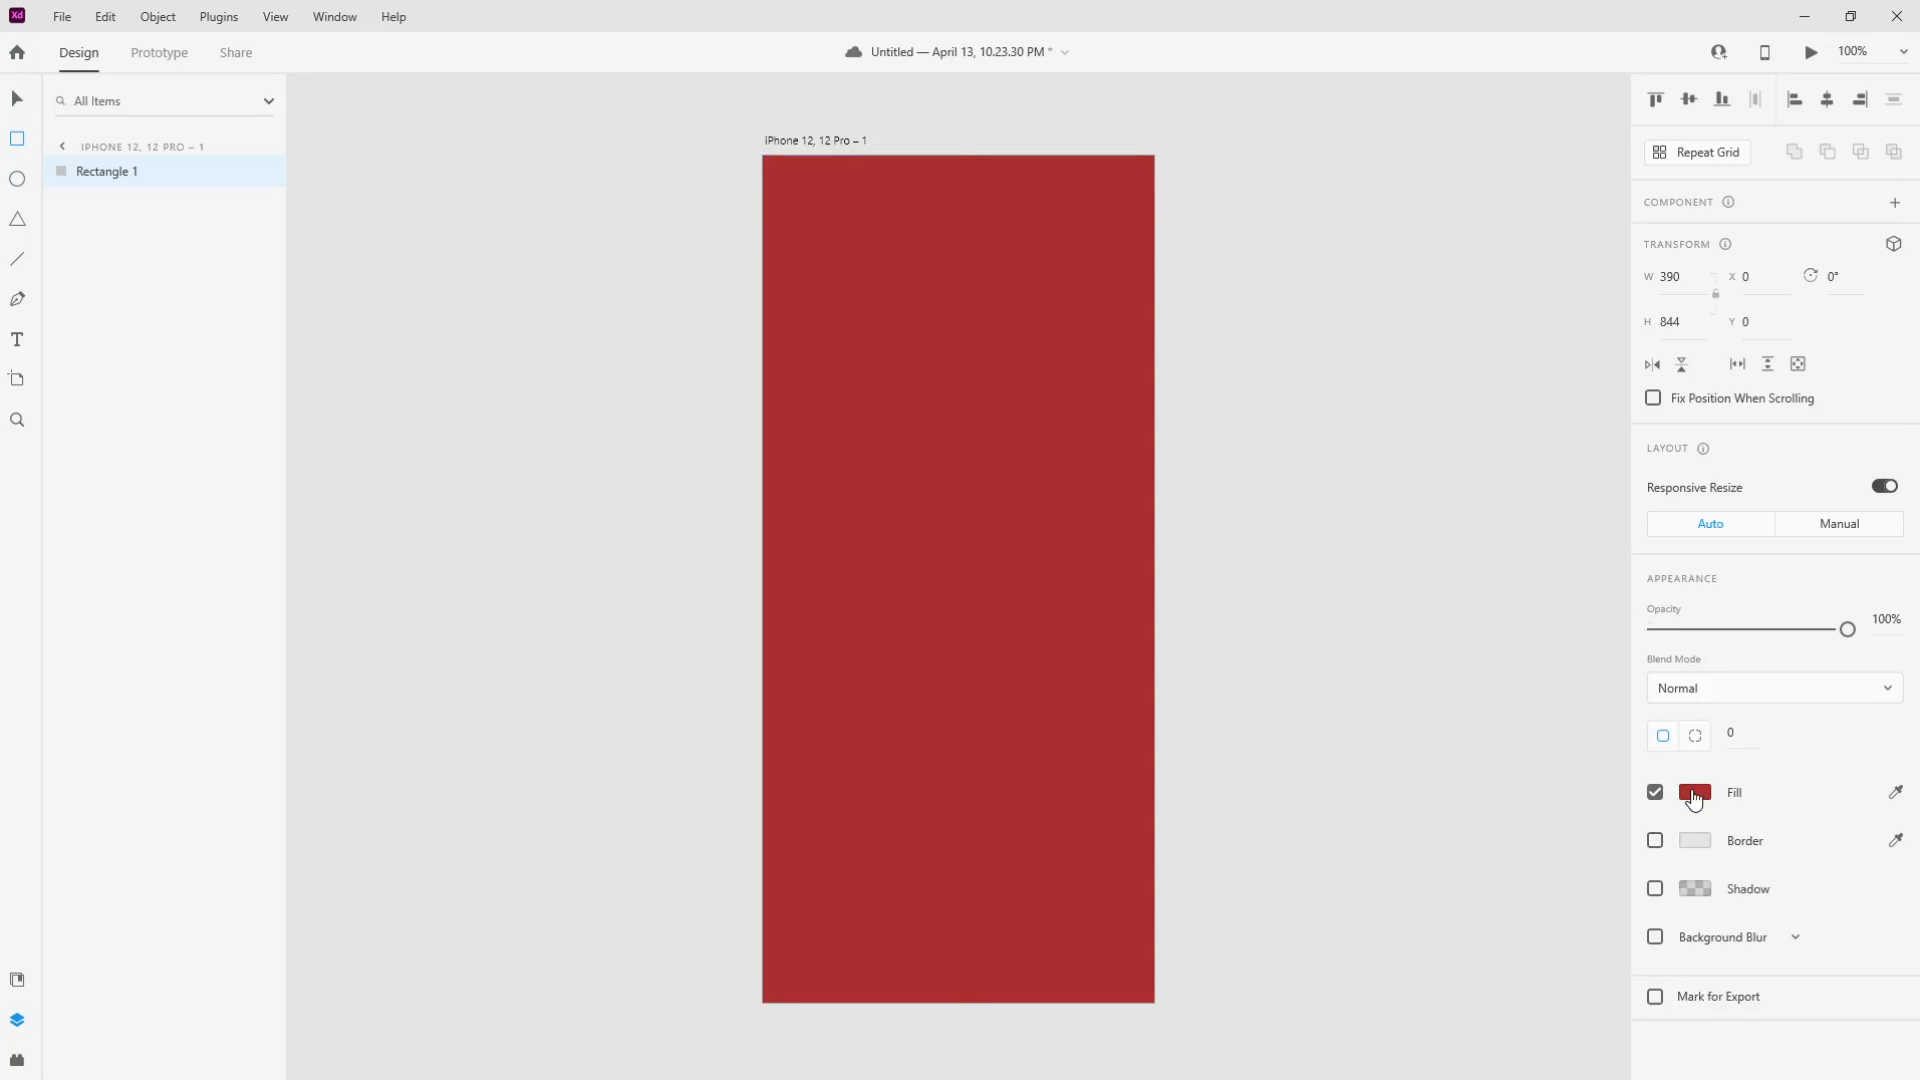 Xd File Edit Object Plugins View Window Help
Design Prototype Share Untitled — April 13, 10.23.30 PM * 100%
All Items
IPHONE 12, 12 PRO – 1
Rectangle 1
iPhone 12, 12 Pro – 1
Repeat Grid
COMPONENT
TRANSFORM
W 390 X 0 0°
H 844 Y 0
Fix Position When Scrolling
LAYOUT
Responsive Resize
Auto Manual
APPEARANCE
Opacity
100%
Blend Mode
Normal
0
Fill
Border
Shadow
Background Blur
Mark for Export